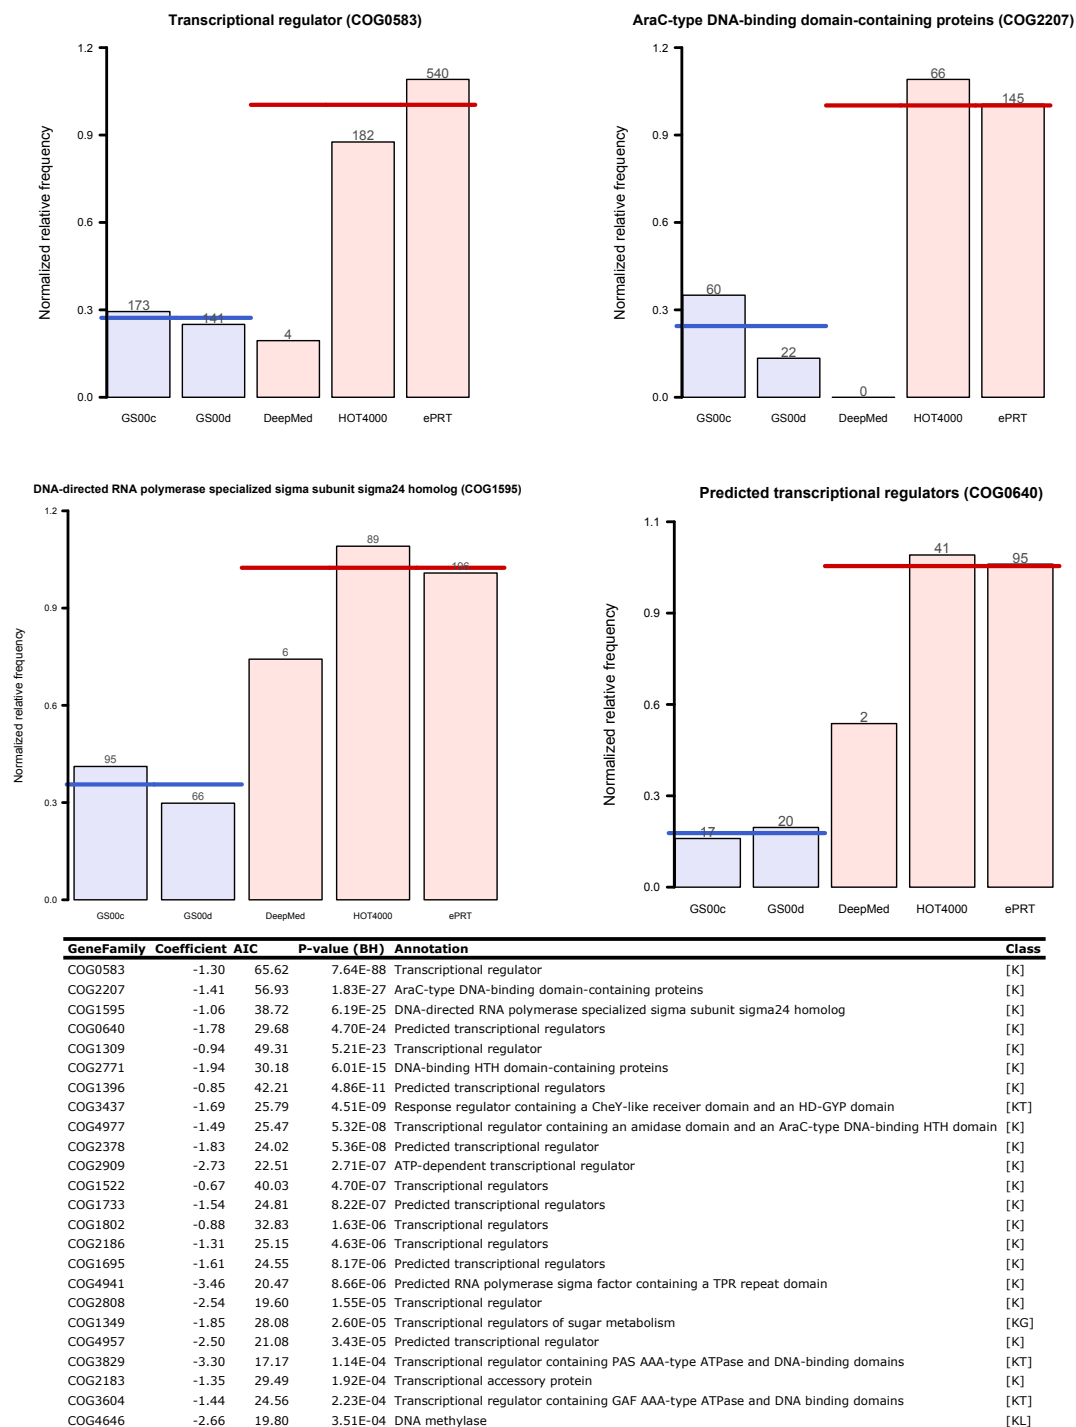 Transcriptional regulator (COG0583)
Normalized relative frequency
1.2
0.9
0.6
0.3
0.0
173
141
4
182
540
GS00c GS00d DeepMed HOT4000 ePRT
AraC-type DNA-binding domain-containing proteins (COG2207)
Normalized relative frequency
1.2
0.9
0.6
0.3
0.0
60
22
0
66
145
GS00c GS00d DeepMed HOT4000 ePRT
DNA-directed RNA polymerase specialized sigma subunit sigma24 homolog (COG1595)
Normalized relative frequency
1.2
0.9
0.6
0.3
0.0
95
66
6
89
196
GS00c GS00d DeepMed HOT4000 ePRT
Predicted transcriptional regulators (COG0640)
Normalized relative frequency
1.1
0.9
0.6
0.3
0.0
17
20
2
41
95
GS00c GS00d DeepMed HOT4000 ePRT
GeneFamily Coefficient AIC P-value (BH) Annotation Class
COG0583 -1.30 65.62 7.64E-88 Transcriptional regulator [K]
COG2207 -1.41 56.93 1.83E-27 AraC-type DNA-binding domain-containing proteins [K]
COG1595 -1.06 38.72 6.19E-25 DNA-directed RNA polymerase specialized sigma subunit sigma24 homolog [K]
COG0640 -1.78 29.68 4.70E-24 Predicted transcriptional regulators [K]
COG1309 -0.94 49.31 5.21E-23 Transcriptional regulator [K]
COG2771 -1.94 30.18 6.01E-15 DNA-binding HTH domain-containing proteins [K]
COG1396 -0.85 42.21 4.86E-11 Predicted transcriptional regulators [K]
COG3437 -1.69 25.79 4.51E-09 Response regulator containing a CheY-like receiver domain and an HD-GYP domain [KT]
COG4977 -1.49 25.47 5.32E-08 Transcriptional regulator containing an amidase domain and an AraC-type DNA-binding HTH domain [K]
COG2378 -1.83 24.02 5.36E-08 Predicted transcriptional regulator [K]
COG2909 -2.73 22.51 2.71E-07 ATP-dependent transcriptional regulator [K]
COG1522 -0.67 40.03 4.70E-07 Transcriptional regulators [K]
COG1733 -1.54 24.81 8.22E-07 Predicted transcriptional regulators [K]
COG1802 -0.88 32.83 1.63E-06 Transcriptional regulators [K]
COG2186 -1.31 25.15 4.63E-06 Transcriptional regulators [K]
COG1695 -1.61 24.55 8.17E-06 Predicted transcriptional regulators [K]
COG4941 -3.46 20.47 8.66E-06 Predicted RNA polymerase sigma factor containing a TPR repeat domain [K]
COG2808 -2.54 19.60 1.55E-05 Transcriptional regulator [K]
COG1349 -1.85 28.08 2.60E-05 Transcriptional regulators of sugar metabolism [KG]
COG4957 -2.50 21.08 3.43E-05 Predicted transcriptional regulator [K]
COG3829 -3.30 17.17 1.14E-04 Transcriptional regulator containing PAS AAA-type ATPase and DNA-binding domains [KT]
COG2183 -1.35 29.49 1.92E-04 Transcriptional accessory protein [K]
COG3604 -1.44 24.56 2.23E-04 Transcriptional regulator containing GAF AAA-type ATPase and DNA binding domains [KT]
COG4646 -2.66 19.80 3.51E-04 DNA methylase [KL]